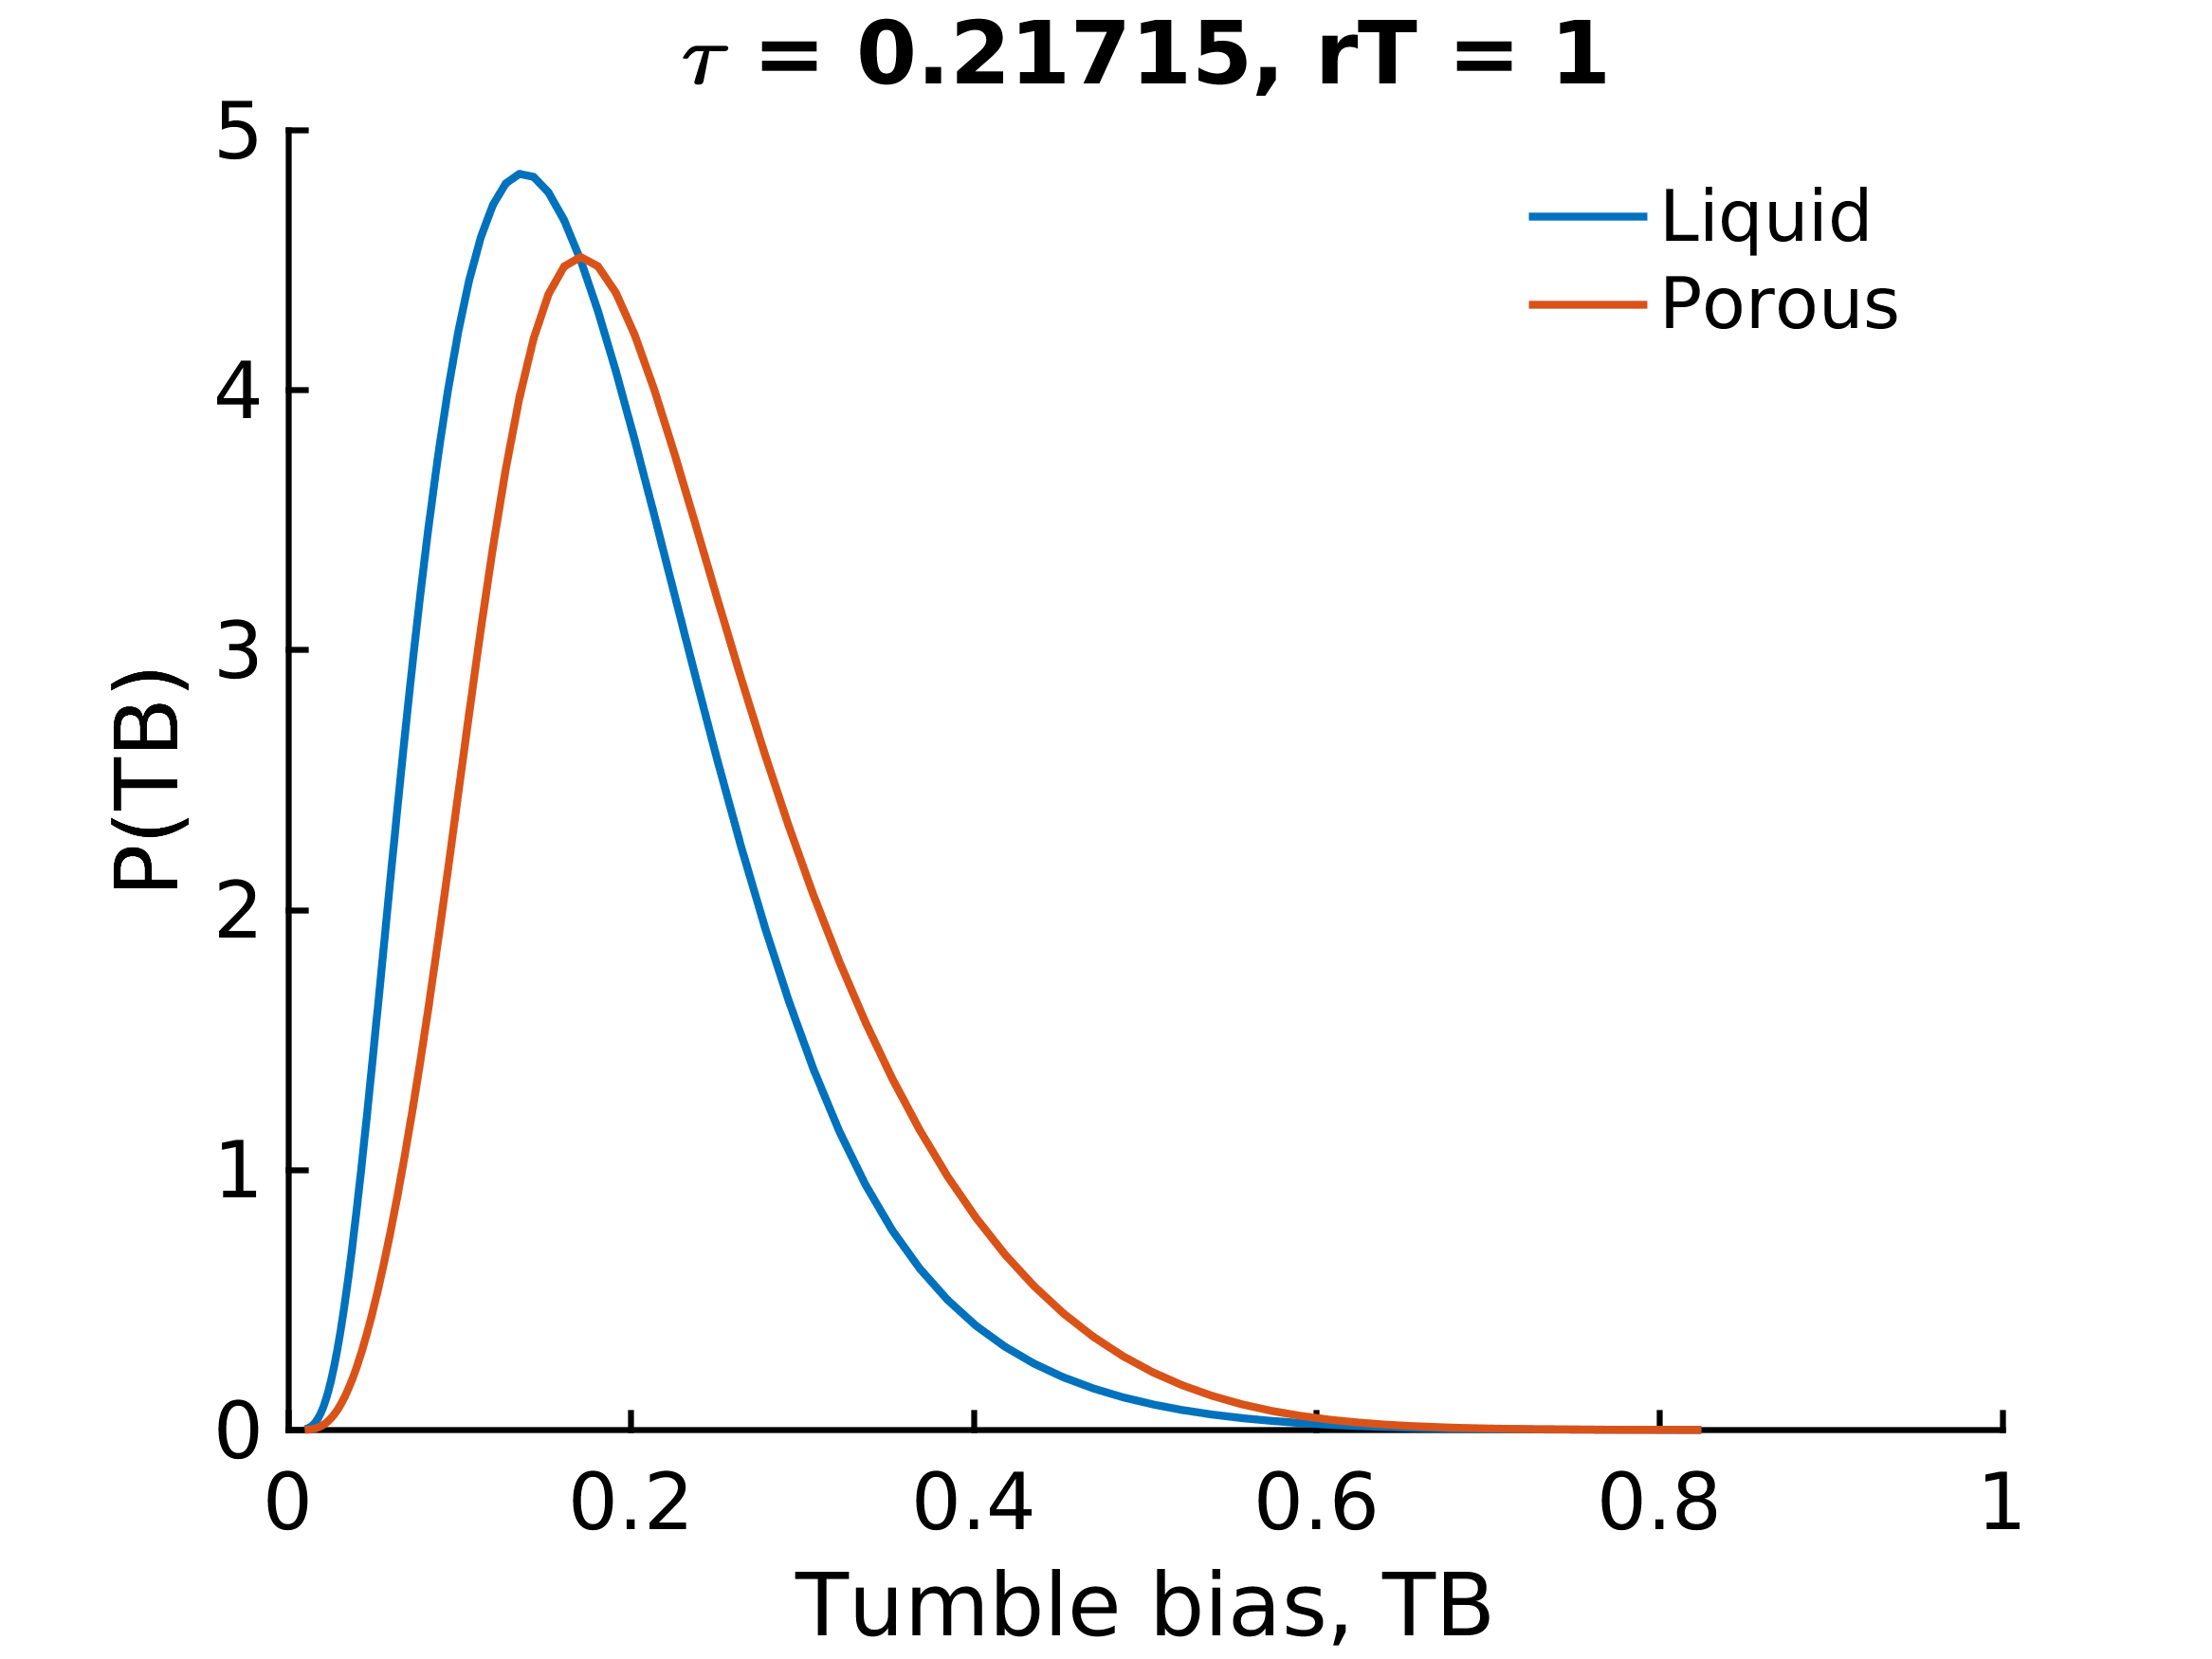 τ = 0.21715, rT = 1
5
4
3
2
1
0
P(TB)
Liquid
Porous
0 0.2 0.4 0.6 0.8 1
Tumble bias, TB